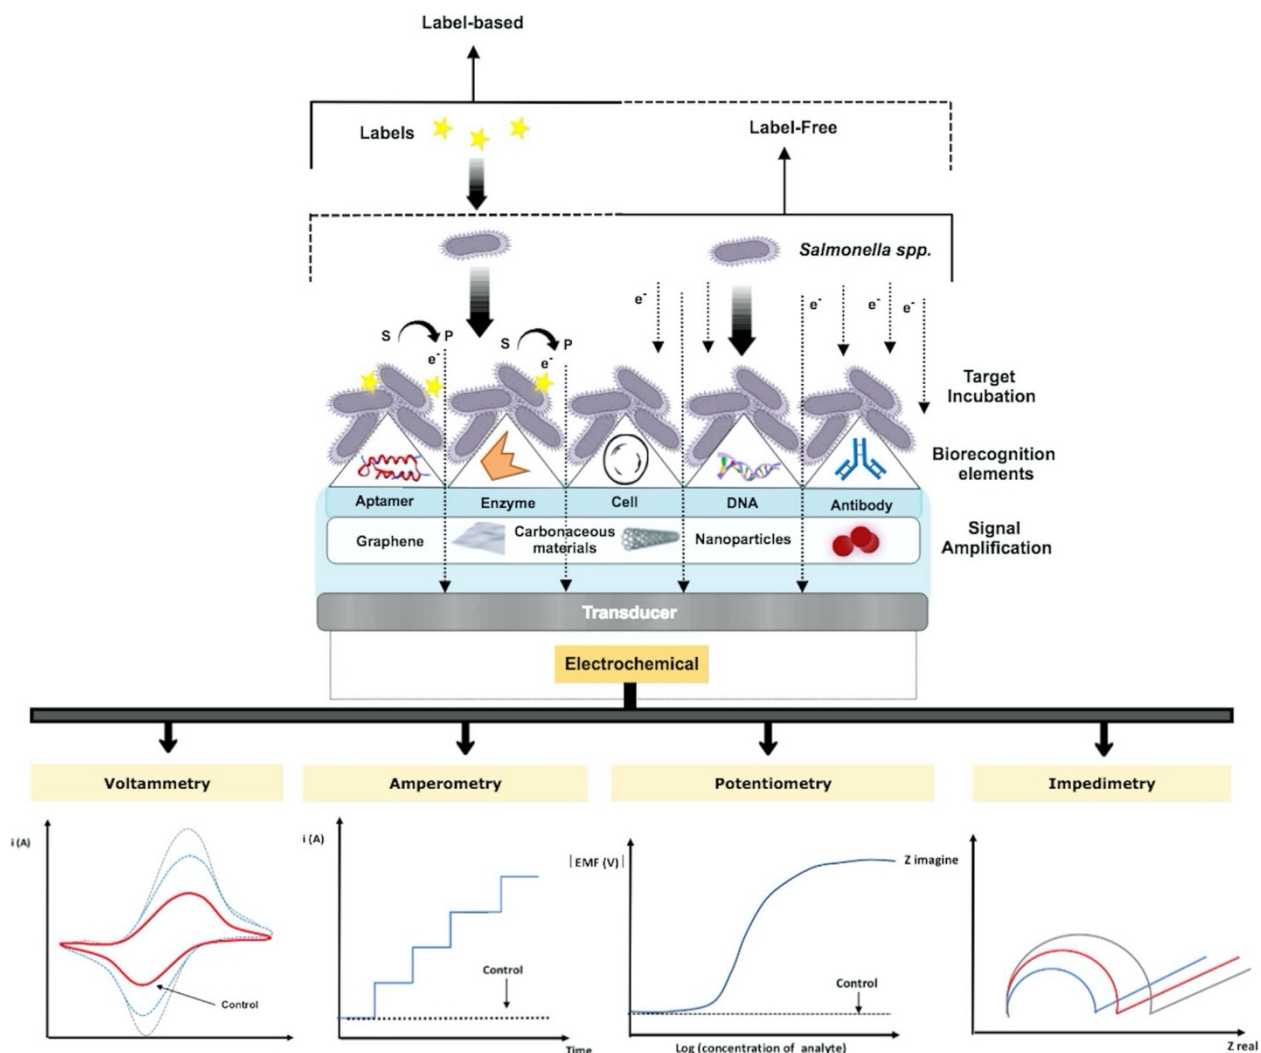 Label-based
Labels
Label-Free
Salmonella spp.
e-
e-
e-
e-
S
P
e-
S
P
e-
Target
Incubation
Biorecognition
elements
Aptamer
Enzyme
Cell
DNA
Antibody
Graphene
Carbonaceous
materials
Nanoparticles
Signal
Amplification
Transducer
Electrochemical
Voltammetry
Amperometry
Potentiometry
Impedimetry
i (A)
Control
i (A)
Control
Time
|EMF (V)|
Z imagine
Control
Log (concentration of analyte)
Z real